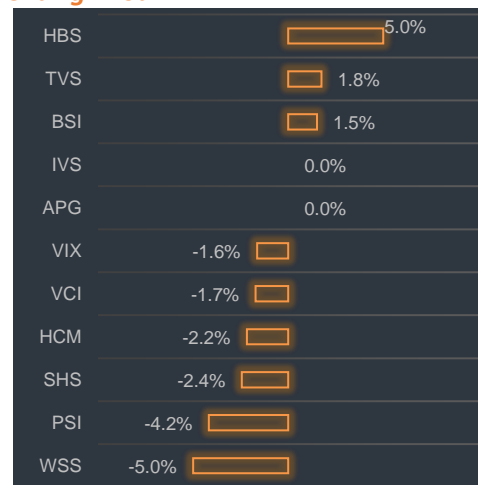 HBS 5.0%
TVS 1.8%
BSI 1.5%
IVS 0.0%
APG 0.0%
VIX -1.6%
VCI -1.7%
HCM -2.2%
SHS -2.4%
PSI -4.2%
WSS -5.0%